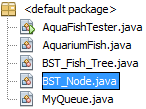 <default package>
AquaFishTester.java
AquariumFish.java
BST_Fish_Tree.java
BST_Node.java
MyQueue.java